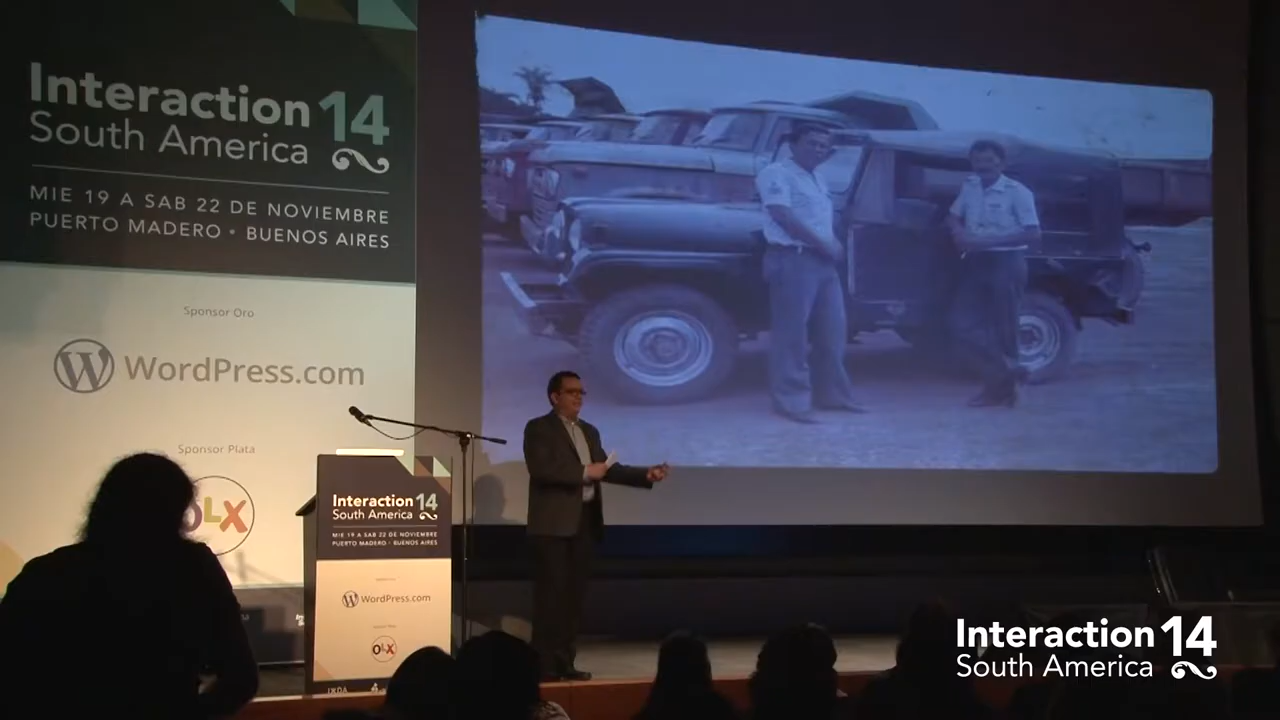 Interaction 14
South America
MIE 19 A SAB 22 DE NOVIEMBRE
PUERTO MADERO • BUENOS AIRES
Sponsor Oro
WordPress.com
Sponsor Plata
OLX
Interaction 14
South America
MIE 19 A SAB 22 DE NOVIEMBRE
PUERTO MADERO • BUENOS AIRES
WordPress.com
OLX
Interaction 14
South America